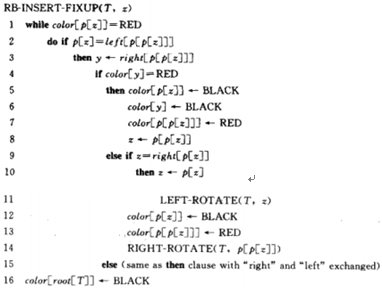 RB-INSERT-FIXUP(T, z)
1 while color[p[z]]=RED
2 do if p[z]=left[p[p[z]]]
3 then y ← right[p[p[z]]]
4 if color[y]=RED
5 then color[p[z]] ← BLACK
6 color[y] ← BLACK
7 color[p[p[z]]] ← RED
8 z ← p[p[z]]
9 else if z=right[p[z]]
10 then z ← p[z]
11 LEFT-ROTATE(T, z)
12 color[p[z]] ← BLACK
13 color[p[p[z]]] ← RED
14 RIGHT-ROTATE(T, p[p[z]])
15 else (same as then clause with "right" and "left" exchanged)
16 color[root[T]] ← BLACK